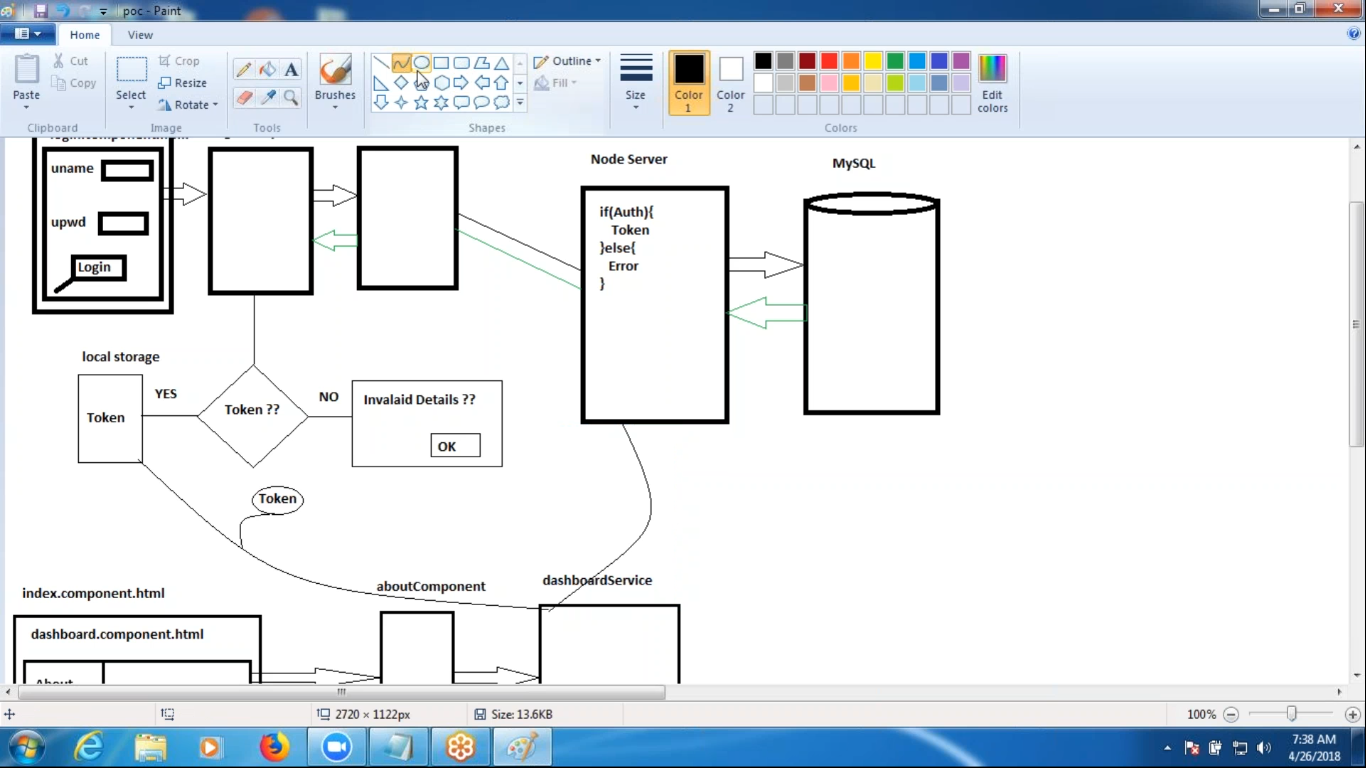 poc - Paint
Home
View
Paste
Cut
Copy
Clipboard
Select
Crop
Resize
Rotate
Image
A
Tools
Brushes
Outline
Fill
Shapes
Size
Color
1
Color
2
Edit
colors
Colors
uname
upwd
Login
Node Server
if(Auth){
Token
}else{
Error
}
MySQL
local storage
Token
YES
Token ??
NO
Invalaid Details ??
OK
Token
index.component.html
aboutComponent
dashboardService
dashboard.component.html
About
2720 × 1122px
Size: 13.6KB
100%
7:38 AM
4/26/2018